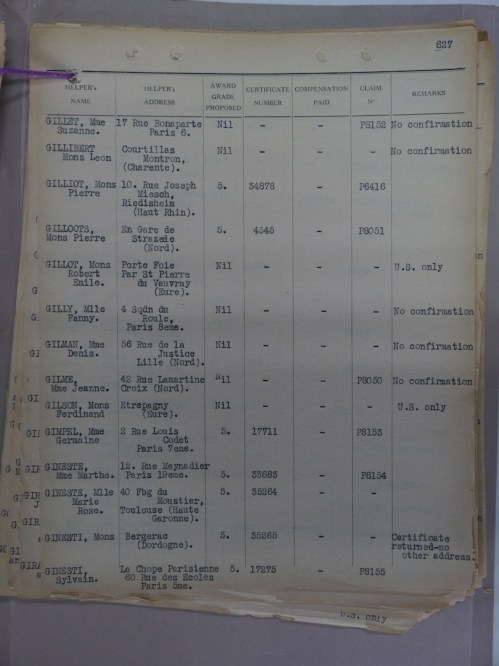 627
HELPER's NAME HELPER's ADDRESS AWARD GRADE PROPOSED CERTIFICATE NUMBER COMPENSATION PAID CLAIM Nº REMARKS
GILLET, Mme 17 Rue Bonaparte Nil - - P8152 No confirmation
Suzanne. Paris 6.
GILLIBERT Courtillas Nil - - No confirmation
Mons Leon Montron,
(Charente).
GILLIOT, Mons 10. Rue Joseph 5. 34878 - P6416
Pierre Miesch,
Riedisheim
(Haut Rhin).
GILLOOTS, En Gare de 5. 4545 - P8051
Mons Pierre Strazele
(Nord).
GILLOT, Mons Porte Foie Nil - - U.S. only
Robert Par St Pierre
Emile. du Vauvray
(Eure).
GILLY, Mlle 4 Sqdn du Nil - - No confirmation
Fanny. Roule,
Paris 8eme.
GILMAN, Mme 56 Rue de la Nil - - No confirmation
Denis. Justice
Lille (Nord).
GILME, 42 Rue Lamartine Nil - - P8050 No confirmation
Mme Jeanne. Croix (Nord).
GILSON, Mons Etrepagny Nil - - U.S. only
Ferdinand (Eure).
GIMPEL, Mme 2 Rue Louis 5. 17711 - P8153
Germaine Codet
Paris 7eme.
GINESTE, 12. Rue Meynadier
Mme Marthe. Paris 19eme. 5. 33683 - P8154
GINESTE, Mlle 40 Fbg du 5. 35264 - -
Marie Moustier,
Rose. Toulouse (Haute
Garonne).
GINESTI, Mons Bergerac 5. 35265 - - Certificate
(Dordogne). returned-no
other address.
GINESTI, Le Chope Parisienne 5. 17275 - P8155
Sylvain. 60 Rue des Ecoles
Paris 5me.
U.S. only